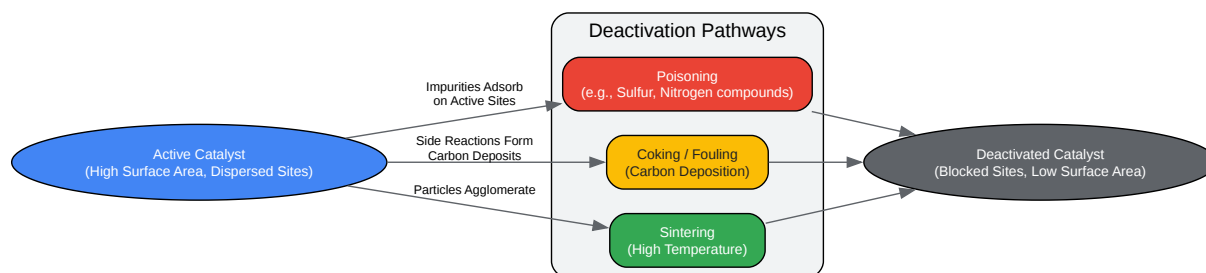 Deactivation Pathways
Poisoning
(e.g., Sulfur, Nitrogen compounds)
Impurities Adsorb
on Active Sites
Side Reactions Form
Carbon Deposits
Coking / Fouling
(Carbon Deposition)
Active Catalyst
(High Surface Area, Dispersed Sites)
Deactivated Catalyst
(Blocked Sites, Low Surface Area)
Particles Agglomerate
Sintering
(High Temperature)